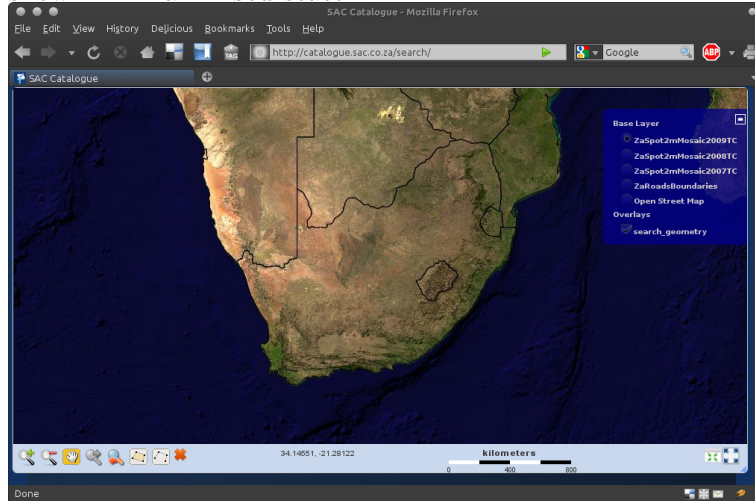 SAC Catalogue - Mozilla Firefox
File Edit View History Delicious Bookmarks Tools Help
TAG http://catalogue.sac.co.za/search/ Google ABP
SAC Catalogue
Base Layer
ZaSpot2mMosaic2009TC
ZaSpot2mMosaic2008TC
ZaSpot2mMosaic2007TC
ZaRoadsBoundaries
Open Street Map
Overlays
search_geometry
34.14551, -21.28122
kilometers
0 400 800
Done